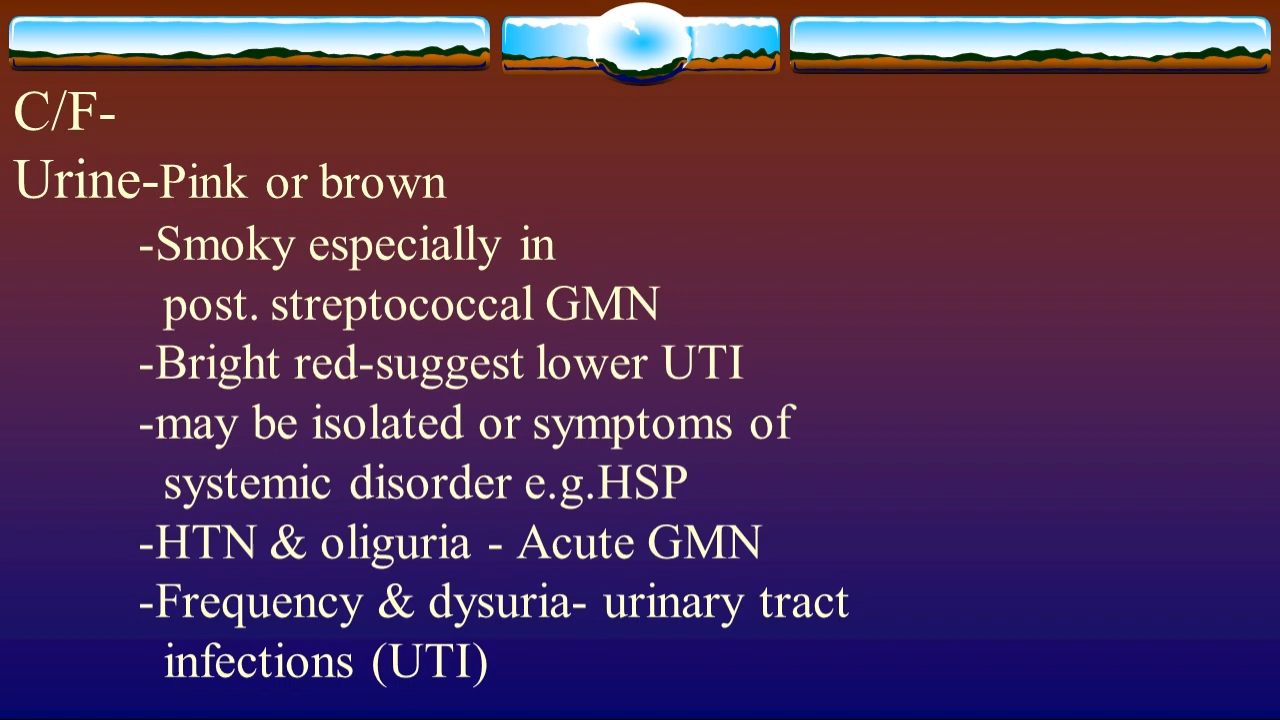 C/F-
Urine-Pink or brown
-Smoky especially in
post. streptococcal GMN
-Bright red-suggest lower UTI
-may be isolated or symptoms of
systemic disorder e.g.HSP
-HTN & oliguria - Acute GMN
-Frequency & dysuria- urinary tract
infections (UTI)